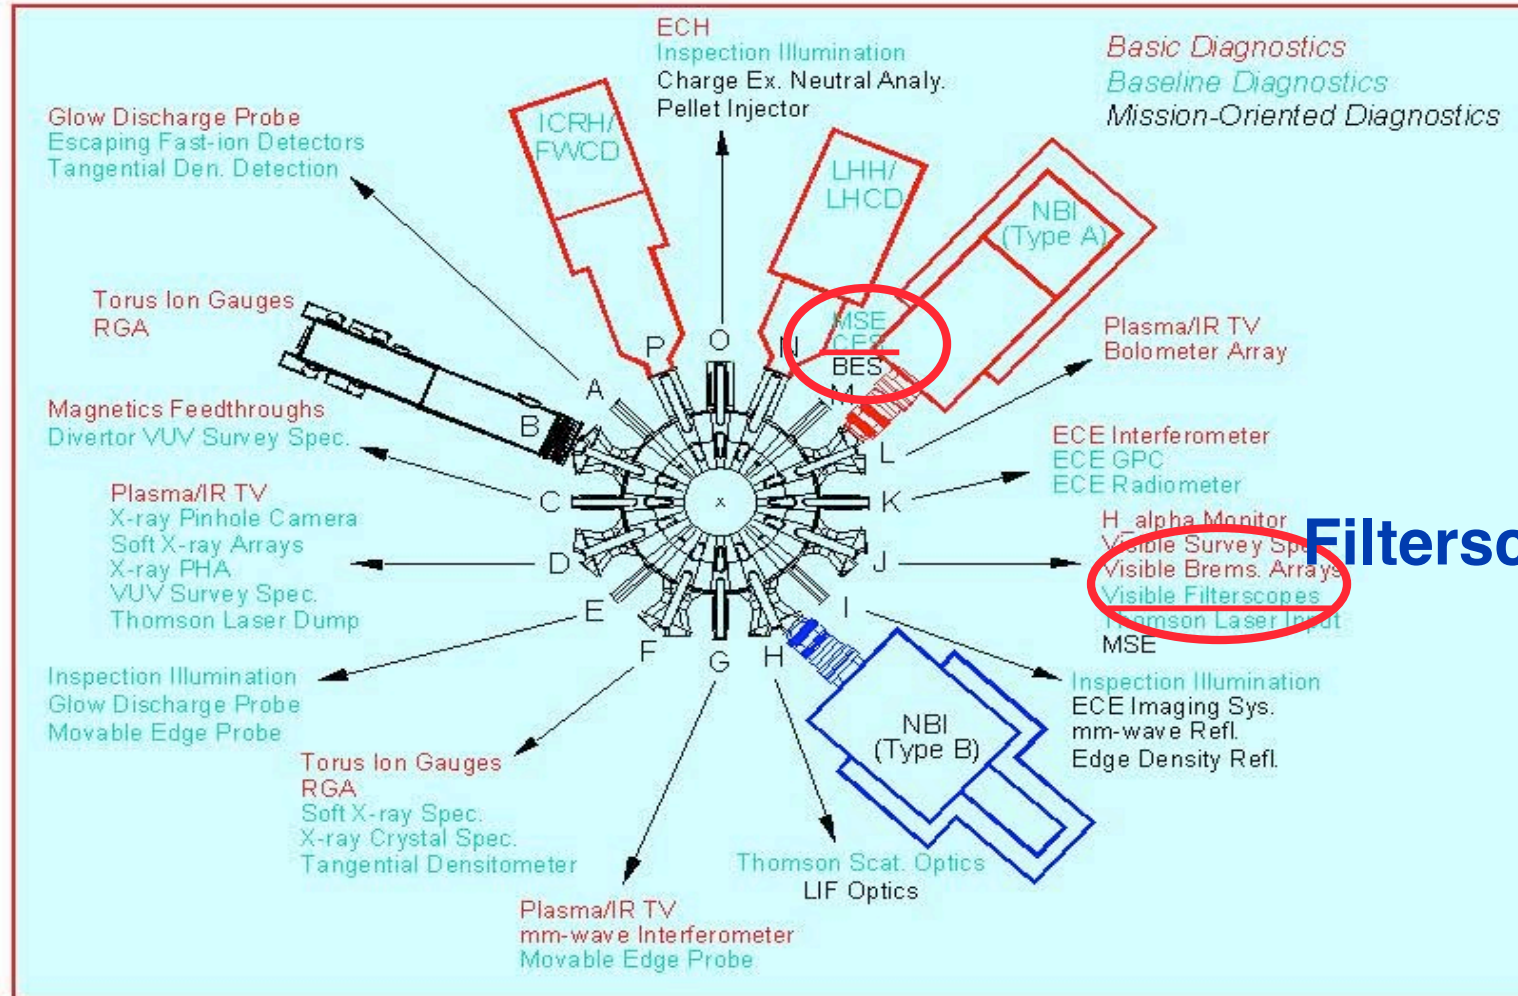 ECH
Inspection Illumination
Charge Ex. Neutral Analy.
Pellet Injector
Basic Diagnostics
Baseline Diagnostics
Mission-Oriented Diagnostics
Glow Discharge Probe
Escaping Fast-ion Detectors
Tangential Den. Detection
ICRH/
FWCD
LHH/
LHCD
NBI
(Type A)
Torus Ion Gauges
RGA
MSE
CES
BES
Plasma/IR TV
Bolometer Array
P
O
N
M
A
B
L
Magnetics Feedthroughs
Divertor VUV Survey Spec.
ECE Interferometer
ECE GPC
ECE Radiometer
C
x
K
Plasma/IR TV
X-ray Pinhole Camera
Soft X-ray Arrays
X-ray PHA
VUV Survey Spec.
Thomson Laser Dump
D
J
H_alpha Monitor
Visible Survey
Visible Brems. Arrays
Visible Filterscopes
Thomson Laser Input
MSE
Filtersc
E
I
F
G
H
Inspection Illumination
Glow Discharge Probe
Movable Edge Probe
Inspection Illumination
ECE Imaging Sys.
mm-wave Refl.
Edge Density Refl.
NBI
(Type B)
Torus Ion Gauges
RGA
Soft X-ray Spec.
X-ray Crystal Spec.
Tangential Densitometer
Thomson Scat. Optics
LIF Optics
Plasma/IR TV
mm-wave Interferometer
Movable Edge Probe